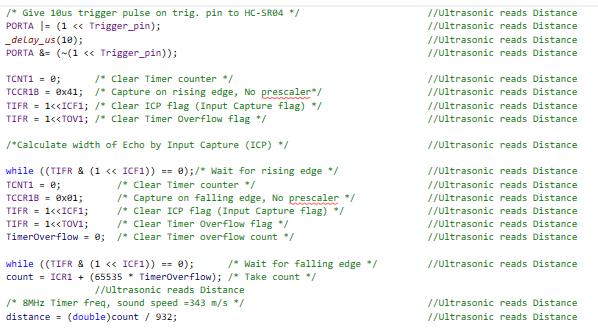 /* Give 10us trigger pulse on trig. pin to HC-SR04 */ //Ultrasonic reads Distance
PORTA |= (1 << Trigger_pin); //Ultrasonic reads Distance
_delay_us(10); //Ultrasonic reads Distance
PORTA &= (~(1 << Trigger_pin)); //Ultrasonic reads Distance
TCNT1 = 0; /* Clear Timer counter */ //Ultrasonic reads Distance
TCCR1B = 0x41; /* Capture on rising edge, No prescaler*/ //Ultrasonic reads Distance
TIFR = 1<<ICF1; /* Clear ICP flag (Input Capture flag) */ //Ultrasonic reads Distance
TIFR = 1<<TOV1; /* Clear Timer Overflow flag */ //Ultrasonic reads Distance
/*Calculate width of Echo by Input Capture (ICP) */ //Ultrasonic reads Distance
while ((TIFR & (1 << ICF1)) == 0);/* Wait for rising edge */ //Ultrasonic reads Distance
TCNT1 = 0; /* Clear Timer counter */ //Ultrasonic reads Distance
TCCR1B = 0x01; /* Capture on falling edge, No prescaler */ //Ultrasonic reads Distance
TIFR = 1<<ICF1; /* Clear ICP flag (Input Capture flag) */ //Ultrasonic reads Distance
TIFR = 1<<TOV1; /* Clear Timer Overflow flag */ //Ultrasonic reads Distance
TimerOverflow = 0; /* Clear Timer overflow count */ //Ultrasonic reads Distance
while ((TIFR & (1 << ICF1)) == 0); /* Wait for falling edge */ //Ultrasonic reads Distance
count = ICR1 + (65535 * TimerOverflow); /* Take count */
//Ultrasonic reads Distance
/* 8MHz Timer freq, sound speed =343 m/s */ //Ultrasonic reads Distance
distance = (double)count / 932; //Ultrasonic reads Distance